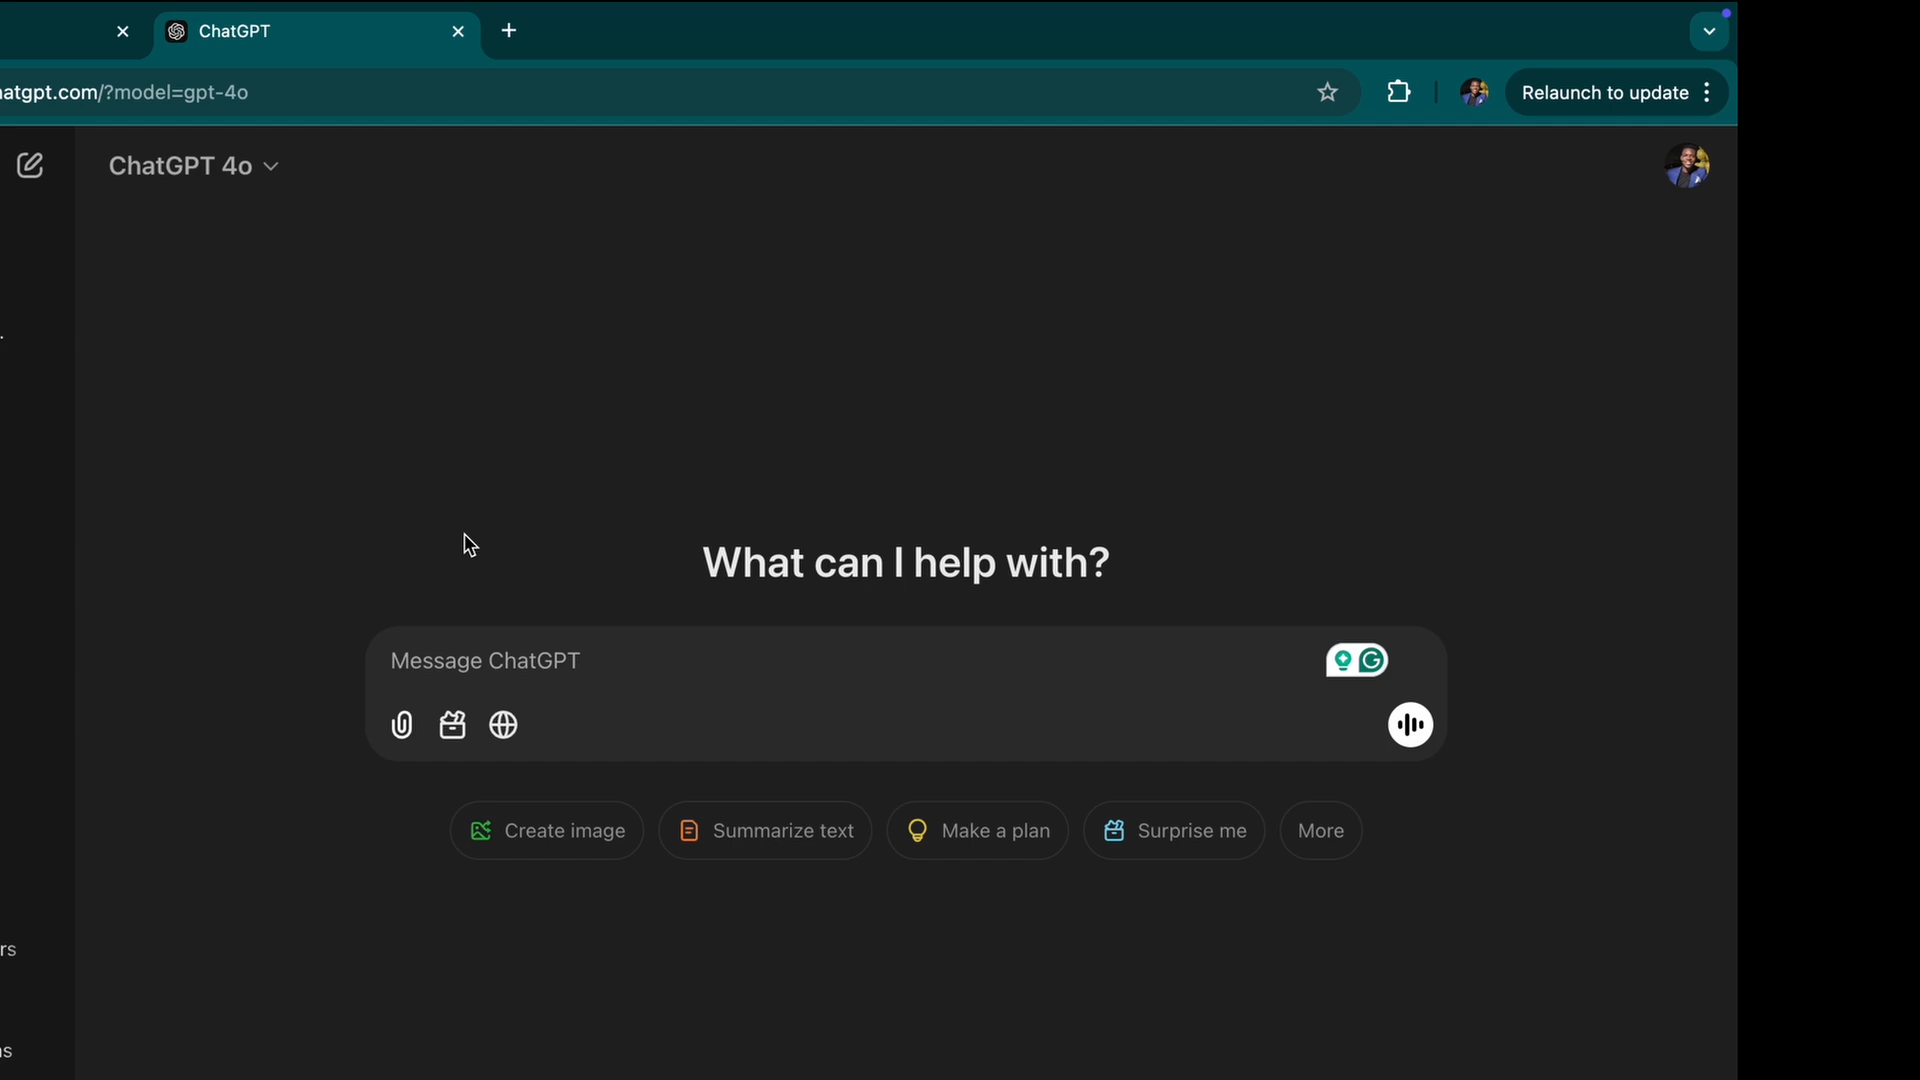 ChatGPT
atgpt.com/?model=gpt-4o
Relaunch to update
ChatGPT 4o
What can I help with?
Message ChatGPT
Create image
Summarize text
Make a plan
Surprise me
More
rs